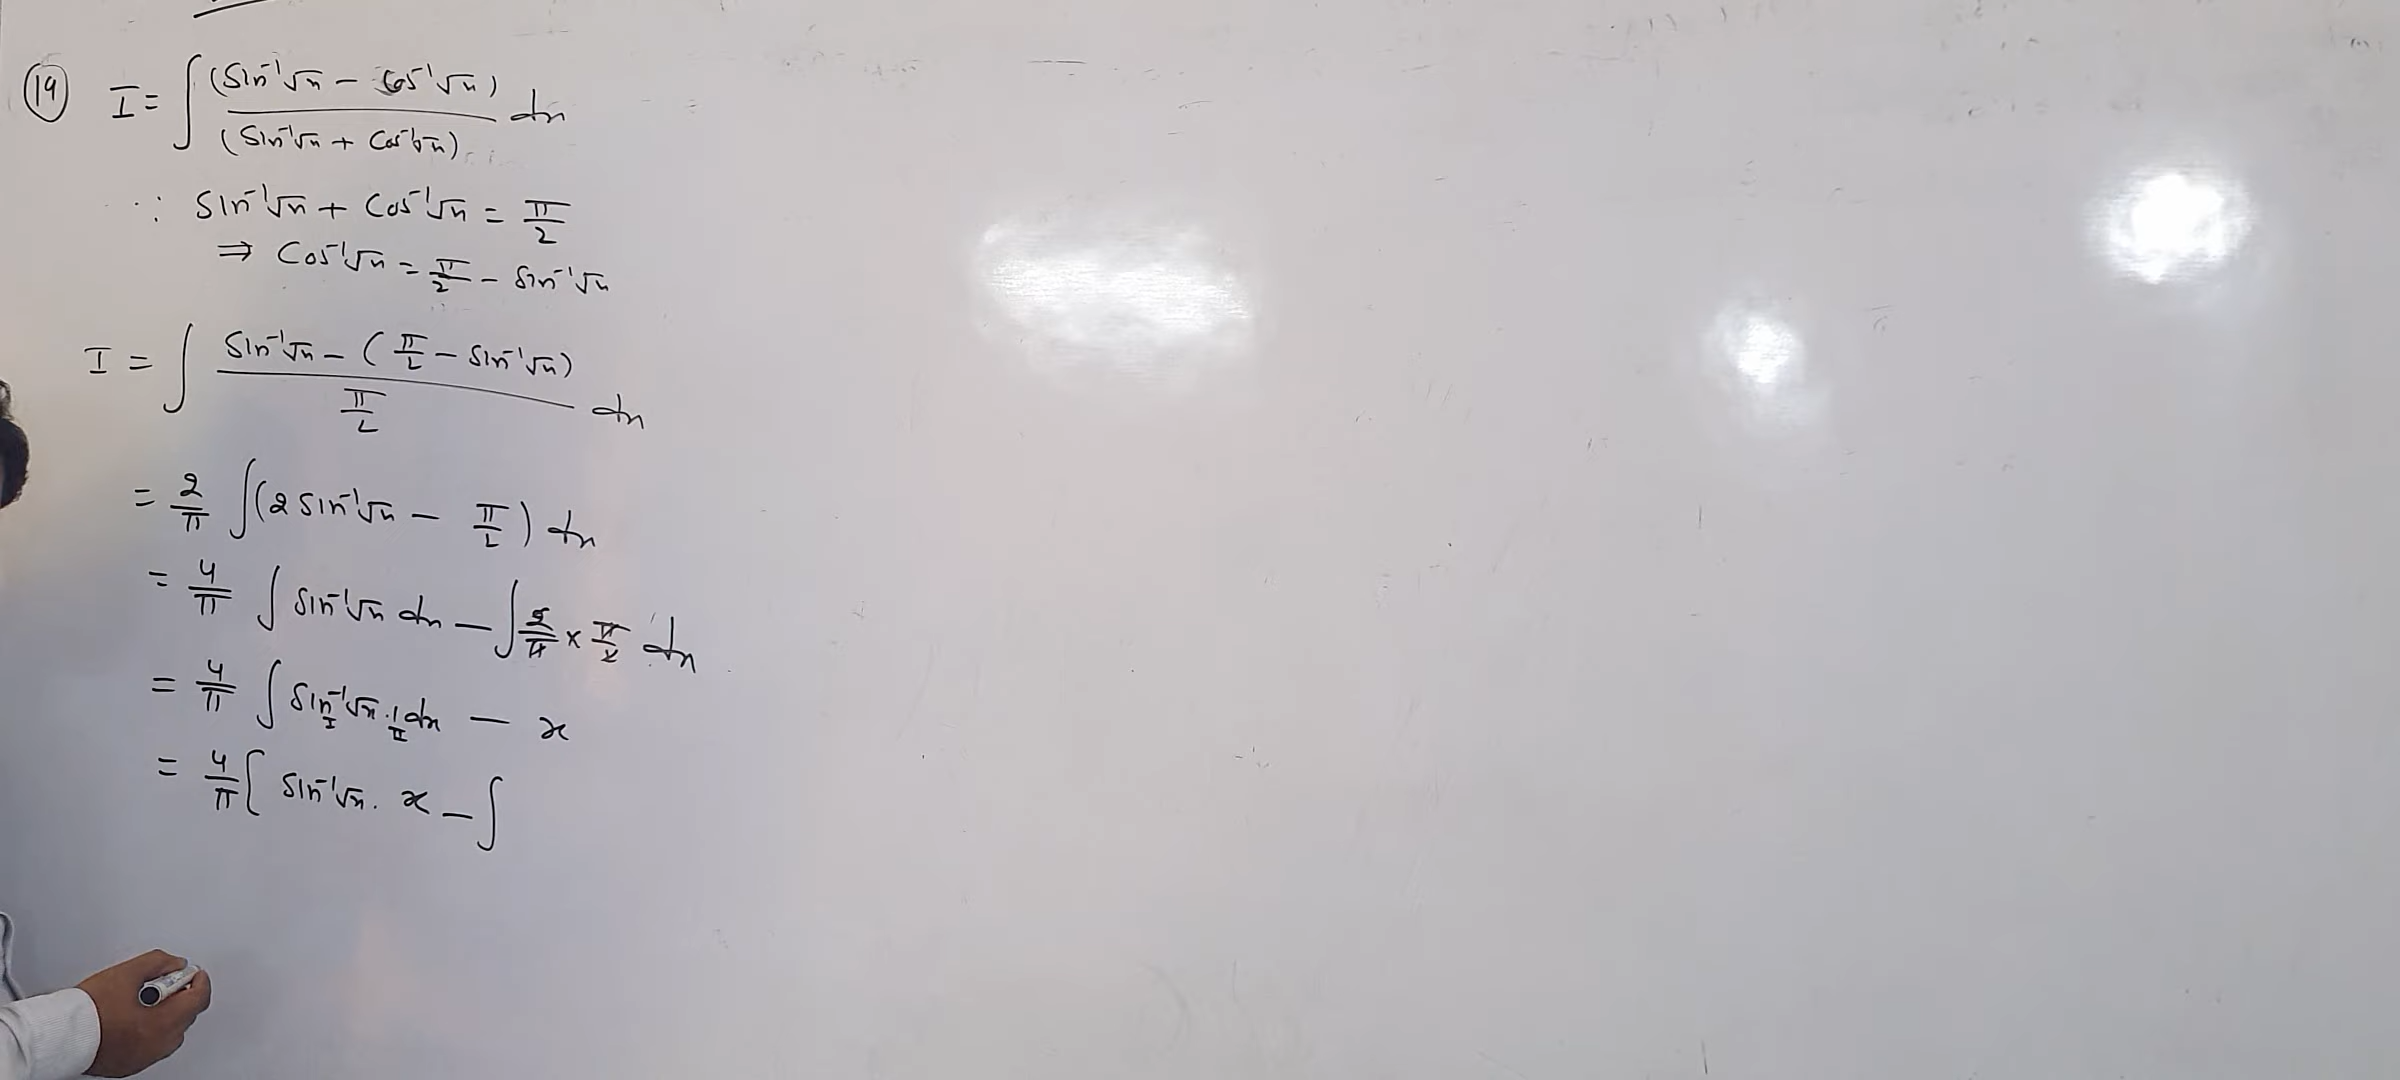 (19) I = ∫ (Sin⁻¹√x − Cos⁻¹√x) / (Sin⁻¹√x + Cos⁻¹√x) dx
∵ Sin⁻¹√x + Cos⁻¹√x = π/2
⇒ Cos⁻¹√x = π/2 − Sin⁻¹√x
I = ∫ (Sin⁻¹√x − (π/2 − Sin⁻¹√x)) / (π/2) dx
= 2/π ∫(2 Sin⁻¹√x − π/2) dx
= 4/π ∫ Sin⁻¹√x dx − ∫ 2/π × π/2 dx
= 4/π ∫ Sin⁻¹√x · 1 dx − x
I II
= 4/π [ Sin⁻¹√x · x − ∫